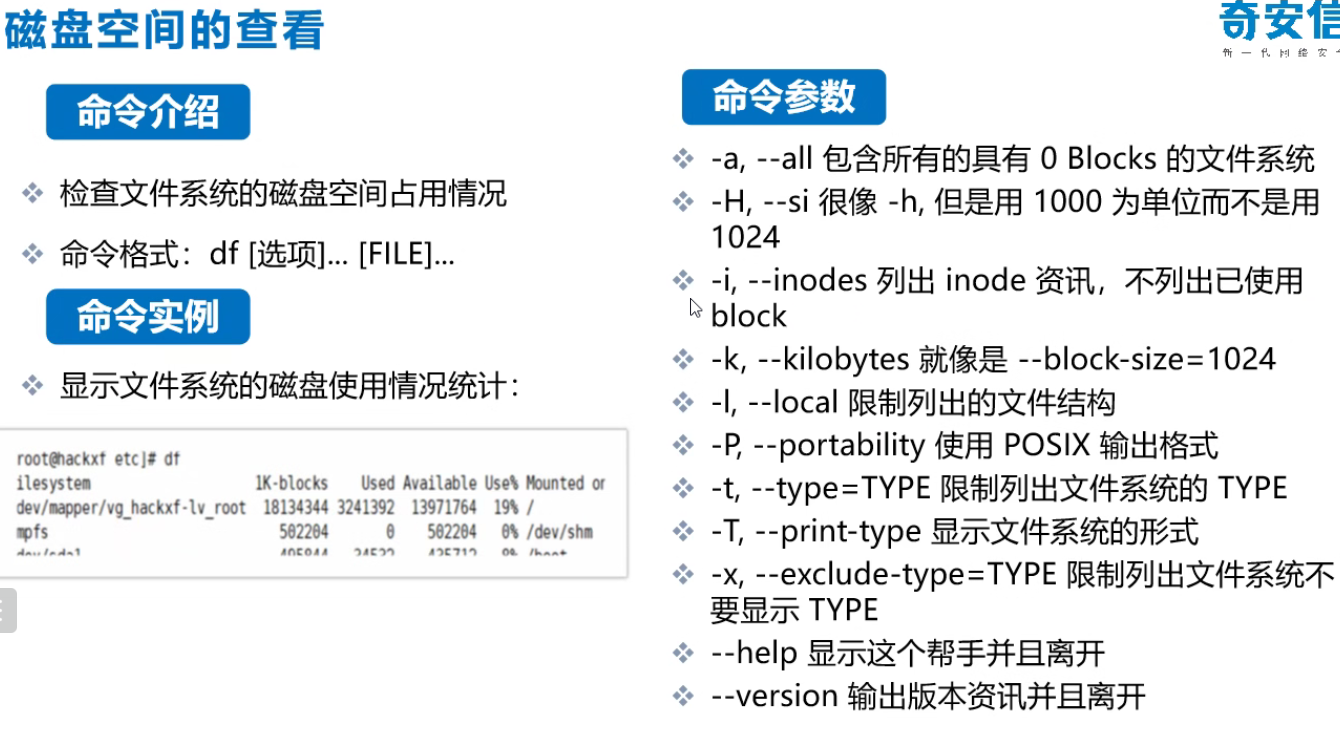 磁盘空间的查看
奇安信
新一代网络安
命令介绍
检查文件系统的磁盘空间占用情况
命令格式：df [选项]... [FILE]...
命令实例
显示文件系统的磁盘使用情况统计：
root@hackxf etc]# df
ilesystem 1K-blocks Used Available Use% Mounted or
dev/mapper/vg_hackxf-lv_root 18134344 3241392 13971764 19% /
mpfs 502204 0 502204 0% /dev/shm
命令参数
-a, --all 包含所有的具有 0 Blocks 的文件系统
-H, --si 很像 -h, 但是用 1000 为单位而不是用
1024
-i, --inodes 列出 inode 资讯，不列出已使用
block
-k, --kilobytes 就像是 --block-size=1024
-l, --local 限制列出的文件结构
-P, --portability 使用 POSIX 输出格式
-t, --type=TYPE 限制列出文件系统的 TYPE
-T, --print-type 显示文件系统的形式
-x, --exclude-type=TYPE 限制列出文件系统不
要显示 TYPE
--help 显示这个帮手并且离开
--version 输出版本资讯并且离开